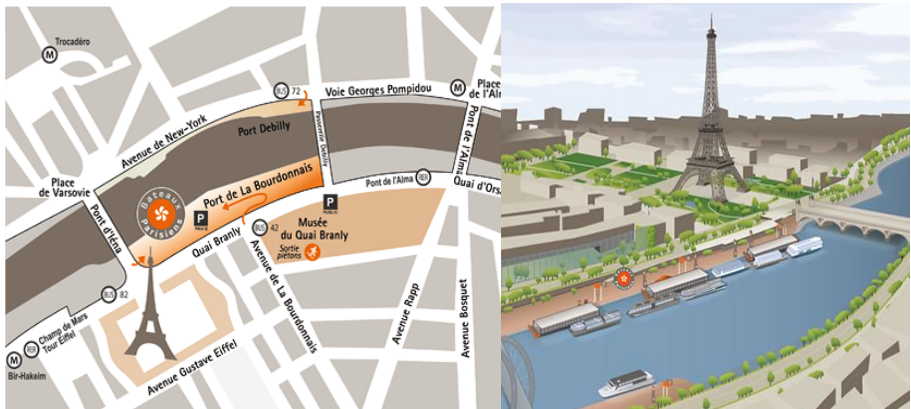 Trocadéro
M
BUS 72
Voie Georges Pompidou
M
Place
de l'Alm
Avenue de New-York
Port Debilly
Passerelle Debilly
Pont de l'Alma
Place
de Varsovie
Port de La Bourdonnais
Pont de l'Alma
RER
Quai d'Ors
Bateaux
Parisiens
Pont d'Iéna
P
PRIVÉ
P
PUBLIC
Quai Branly
BUS 42
Musée
du Quai Branly
Sortie
piétons
BUS 82
Avenue de La Bourdonnais
Avenue Rapp
Avenue Bosquet
Champ de Mars
Tour Eiffel
RER
M
Bir-Hakeim
Avenue Gustave Eiffel